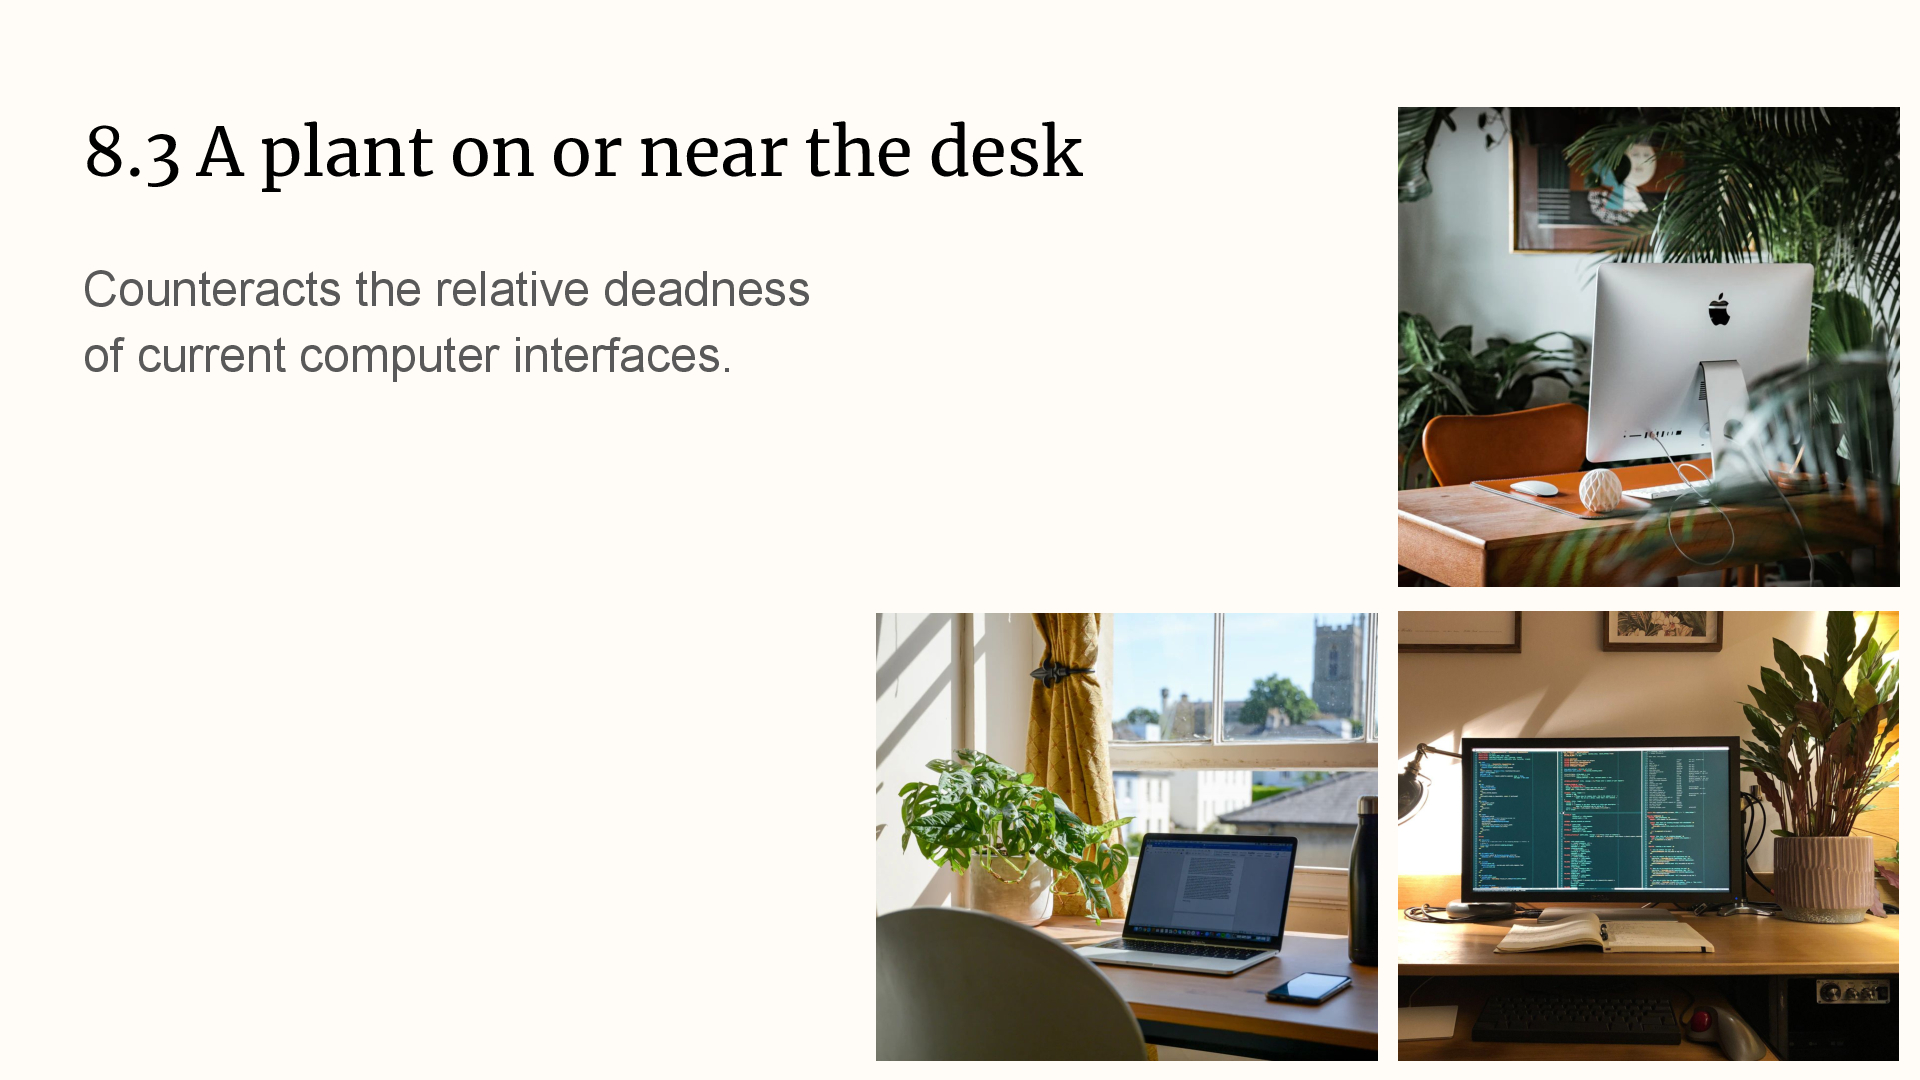 8.3 A plant on or near the desk
Counteracts the relative deadness
of current computer interfaces.